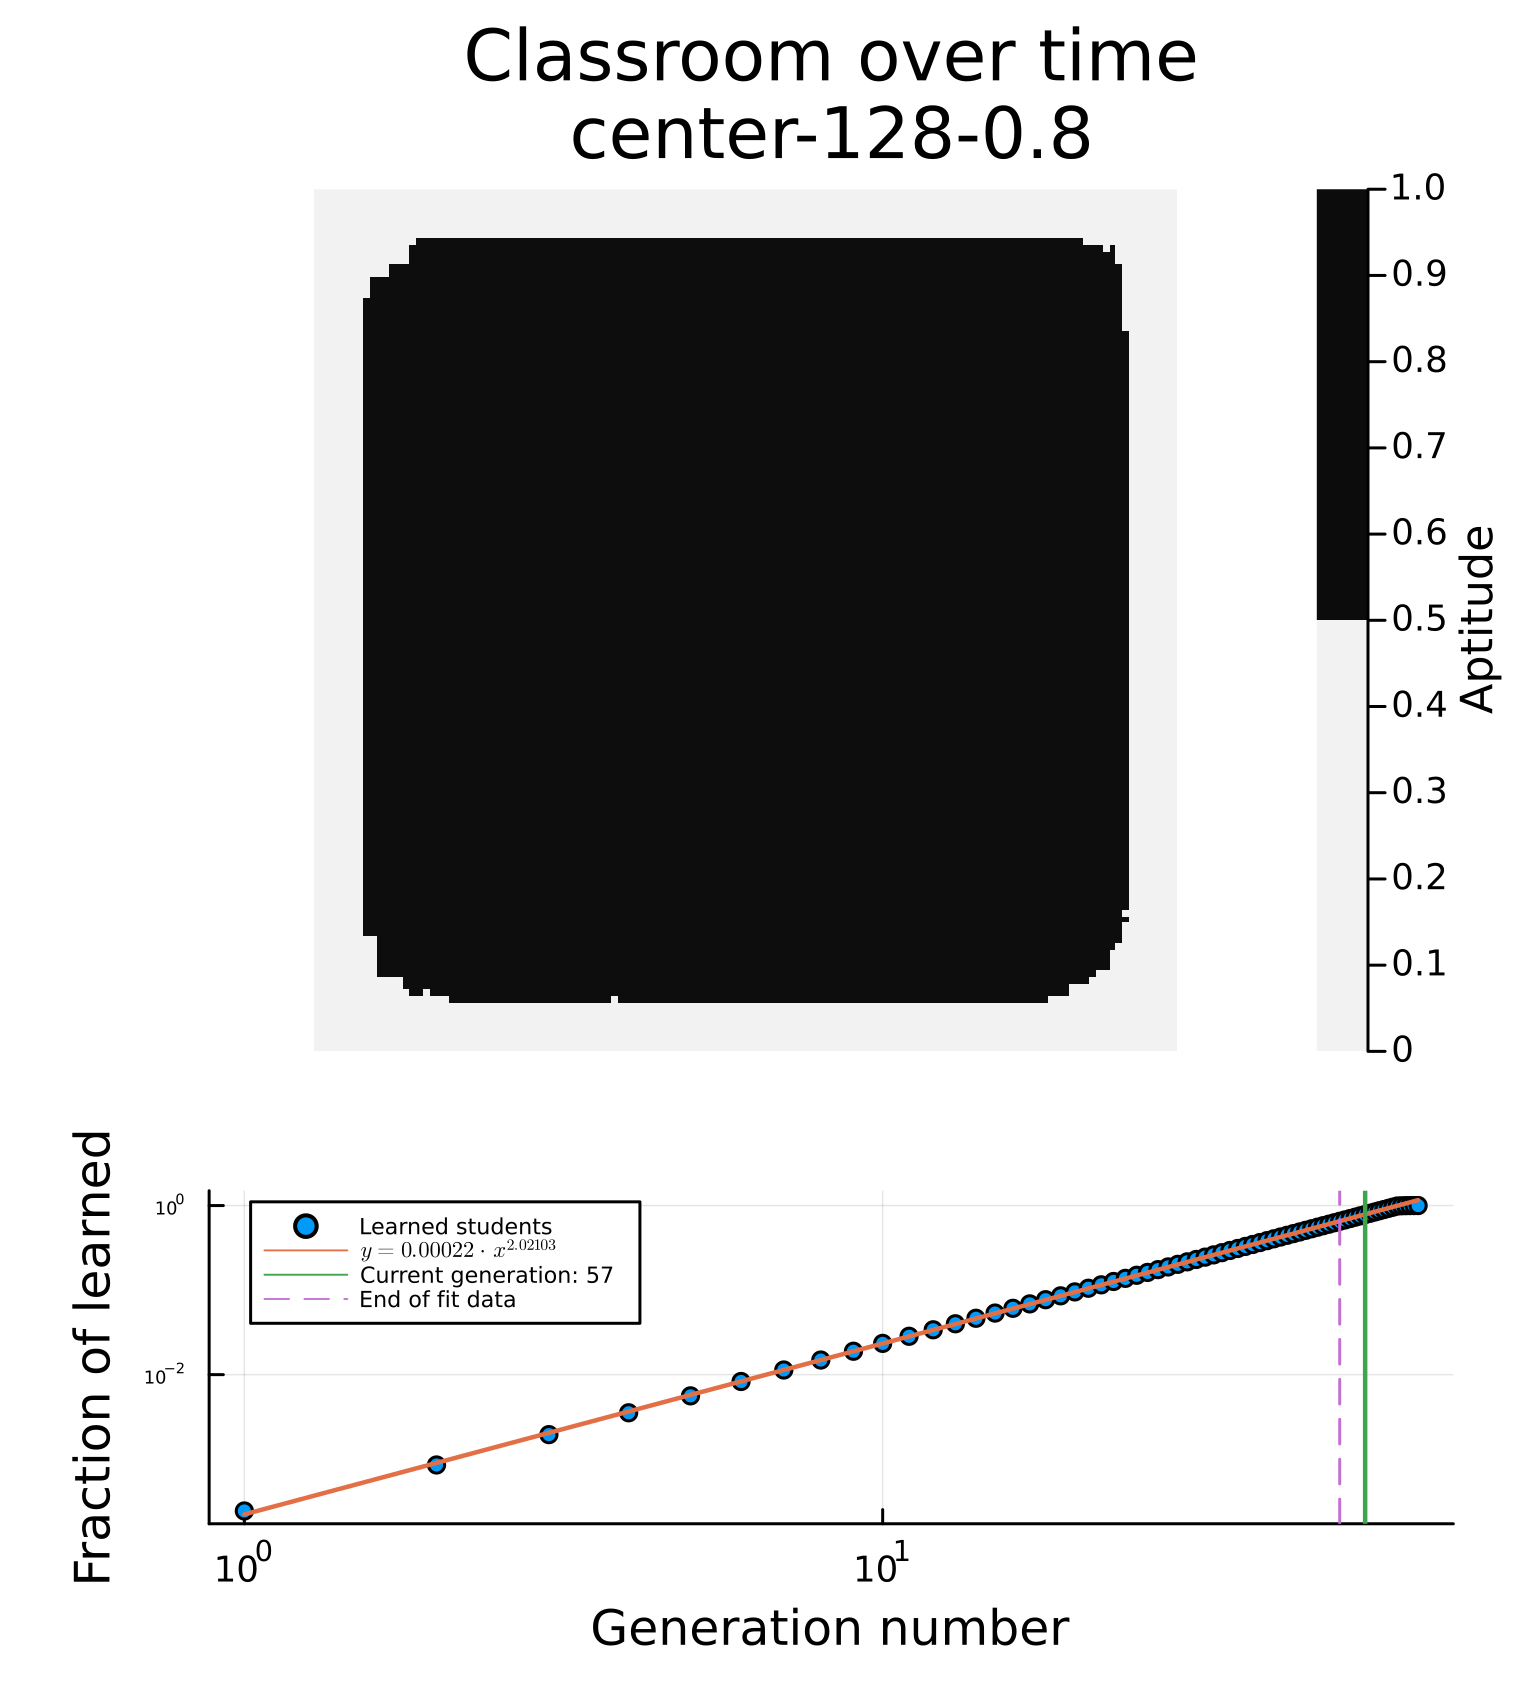 Classroom over time
center-128-0.8
1.0
0.9
0.8
0.7
0.6
0.5
0.4
0.3
0.2
0.1
0
Aptitude
Fraction of learned
10⁰
10⁻²
Learned students
y = 0.00022 · x^2.02103
Current generation: 57
End of fit data
10⁰
10¹
Generation number